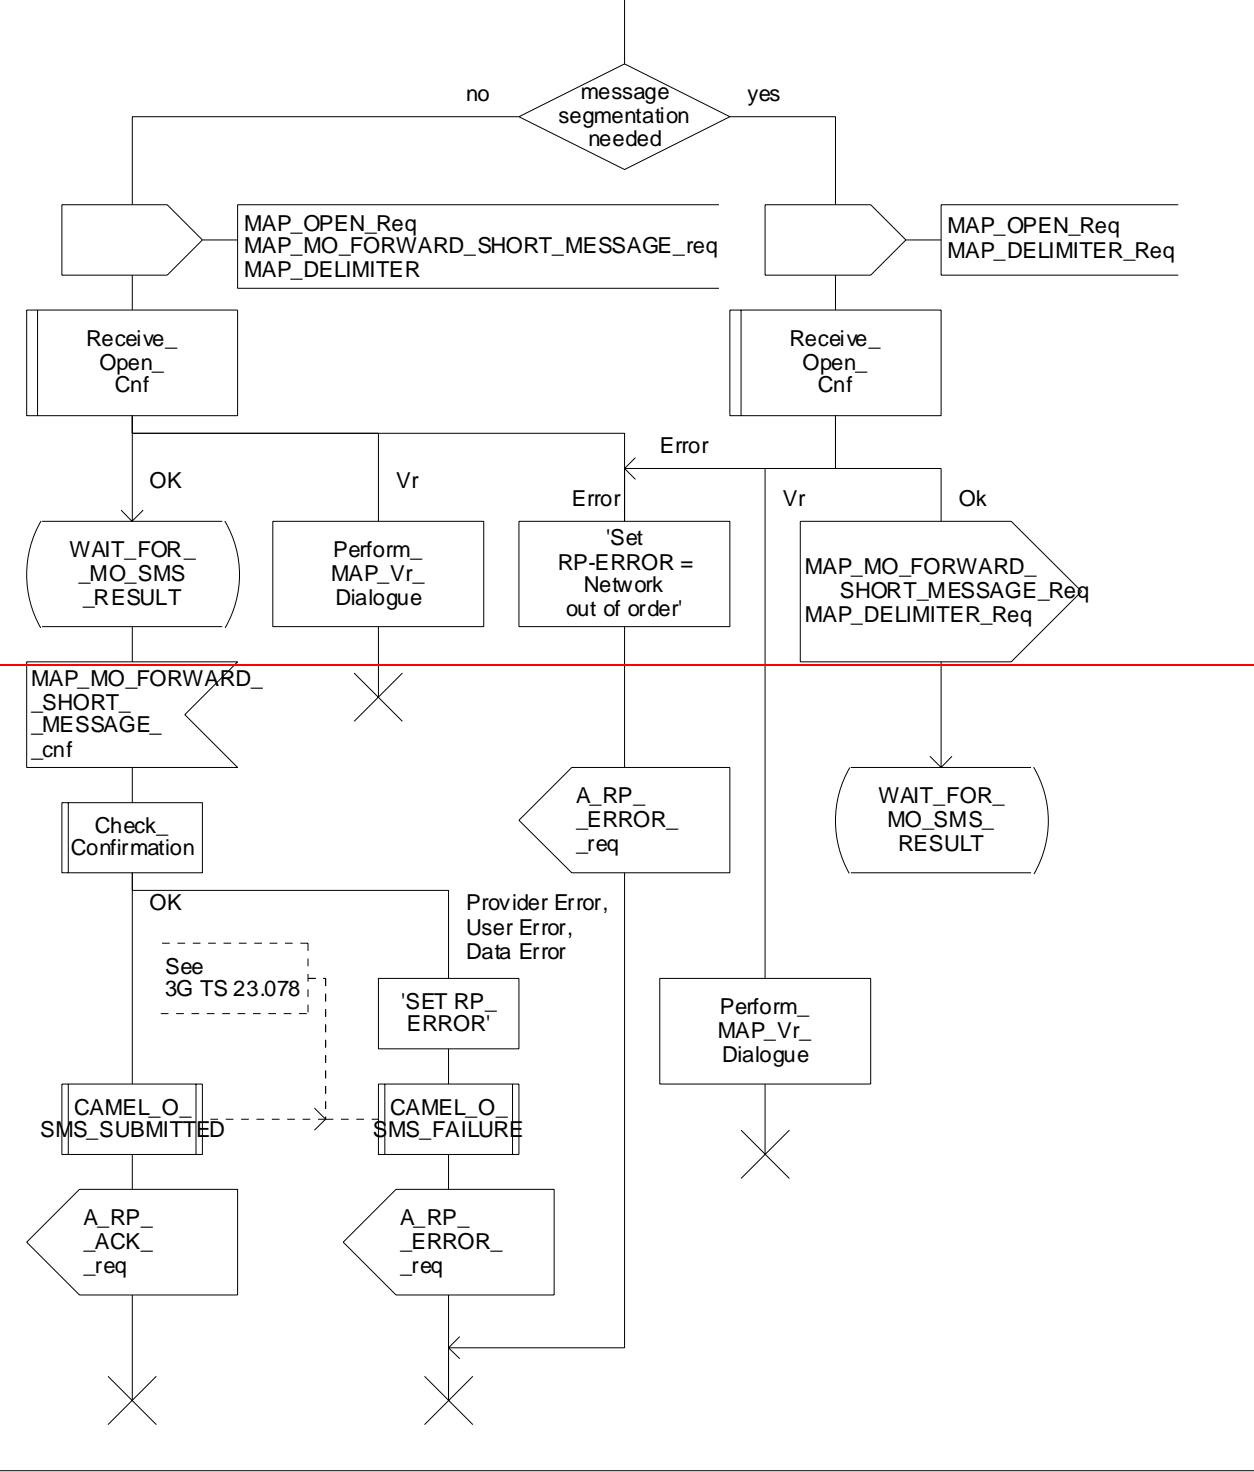 no
message
segmentation
needed
yes
MAP_OPEN_Req
MAP_MO_FORWARD_SHORT_MESSAGE_req
MAP_DELIMITER
MAP_OPEN_Req
MAP_DELIMITER_Req
Receive_
Open_
Cnf
Receive_
Open_
Cnf
Error
OK
Vr
Error
Vr
Ok
WAIT_FOR_
_MO_SMS
_RESULT
Perform_
MAP_Vr_
Dialogue
'Set
RP-ERROR =
Network
out of order'
MAP_MO_FORWARD_
SHORT_MESSAGE_Req
MAP_DELIMITER_Req
MAP_MO_FORWARD_
_SHORT_
_MESSAGE_
_cnf
A_RP_
_ERROR_
_req
WAIT_FOR_
MO_SMS_
RESULT
Check_
Confirmation
OK
Provider Error,
User Error,
Data Error
See
3G TS 23.078
'SET RP_
ERROR'
Perform_
MAP_Vr_
Dialogue
CAMEL_O_
SMS_SUBMITTED
CAMEL_O_
SMS_FAILURE
A_RP_
_ACK_
_req
A_RP_
_ERROR_
_req